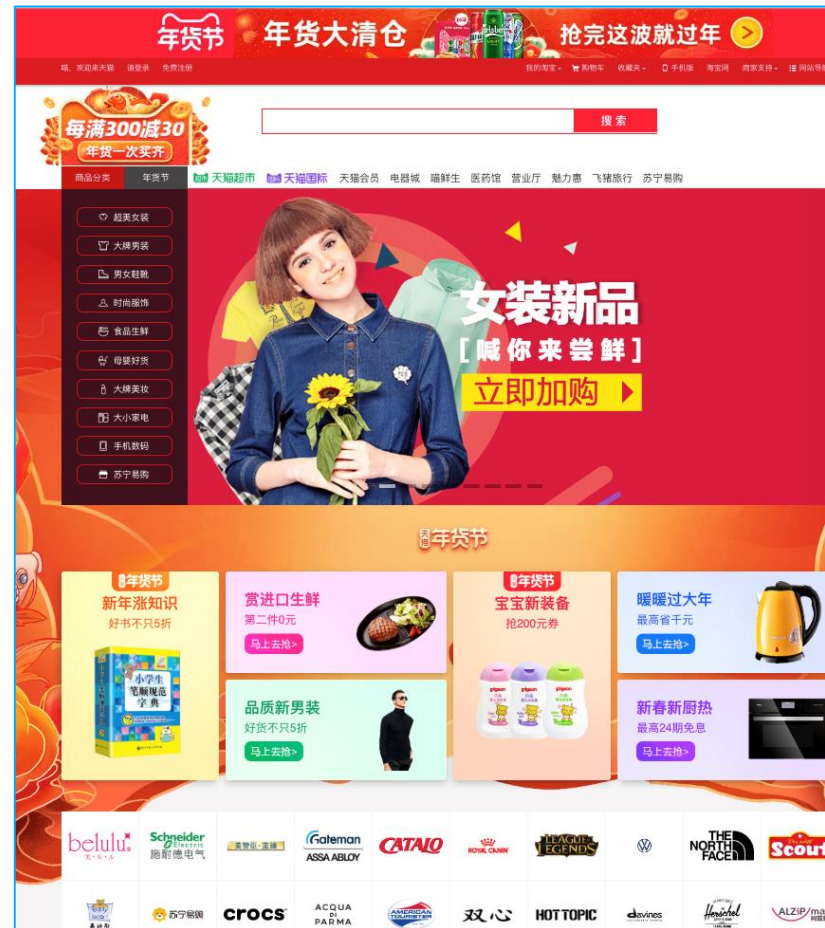 年货节 年货大清仓 抢完这波就过年
喵，欢迎来天猫 请登录 免费注册 我的淘宝 购物车 收藏夹 手机版 淘宝网 商家支持 网站导航
每满300减30
年货一次买齐
搜索
商品分类 年货节 天猫超市 天猫国际 天猫会员 电器城 喵鲜生 医药馆 营业厅 魅力惠 飞猪旅行 苏宁易购
超美女装
大牌男装
男女鞋靴
时尚服饰
食品生鲜
母婴好货
大牌美妆
大小家电
手机数码
苏宁易购
女装新品
[喊你来尝鲜]
立即加购
天猫年货节
年货节
新年涨知识
好书不只5折
小学生
笔顺规范
字典
赏进口生鲜
第二件0元
马上去抢>
品质新男装
好货不只5折
马上去抢>
年货节
宝宝新装备
抢200元券
pigeon pigeon pigeon
暖暖过大年
最高省千元
马上去抢>
新春新厨热
最高24期免息
马上去抢>
belulu. Schneider Electric 施耐德电气 美赞臣·蓝臻 Gateman ASSA ABLOY CATALO ROYAL CANIN LEAGUE OF LEGENDS THE NORTH FACE Scout
苏宁易购 crocs ACQUA DI PARMA AMERICAN TOURISTER 双心 HOT TOPIC davines Herschel ALZIP/ma